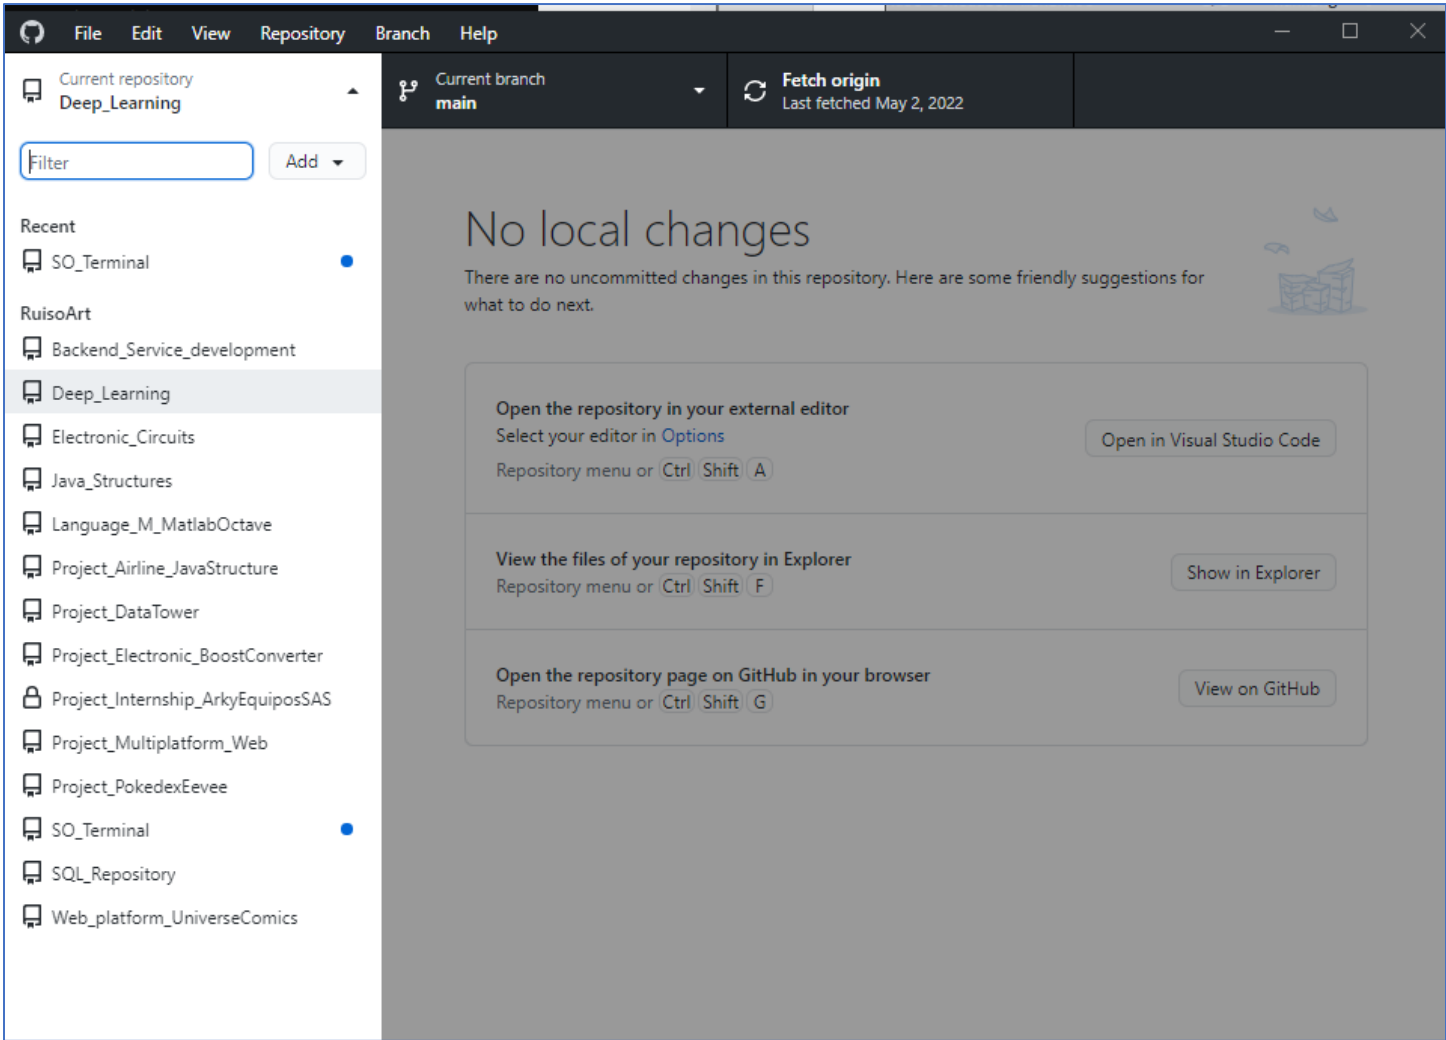 File Edit View Repository Branch Help
Current repository
Deep_Learning
Current branch
main
Fetch origin
Last fetched May 2, 2022
Filter
Add
Recent
SO_Terminal
RuisoArt
Backend_Service_development
Deep_Learning
Electronic_Circuits
Java_Structures
Language_M_MatlabOctave
Project_Airline_JavaStructure
Project_DataTower
Project_Electronic_BoostConverter
Project_Internship_ArkyEquiposSAS
Project_Multiplatform_Web
Project_PokedexEevee
SO_Terminal
SQL_Repository
Web_platform_UniverseComics
No local changes
There are no uncommitted changes in this repository. Here are some friendly suggestions for
what to do next.
Open the repository in your external editor
Select your editor in Options
Repository menu or Ctrl Shift A
Open in Visual Studio Code
View the files of your repository in Explorer
Repository menu or Ctrl Shift F
Show in Explorer
Open the repository page on GitHub in your browser
Repository menu or Ctrl Shift G
View on GitHub